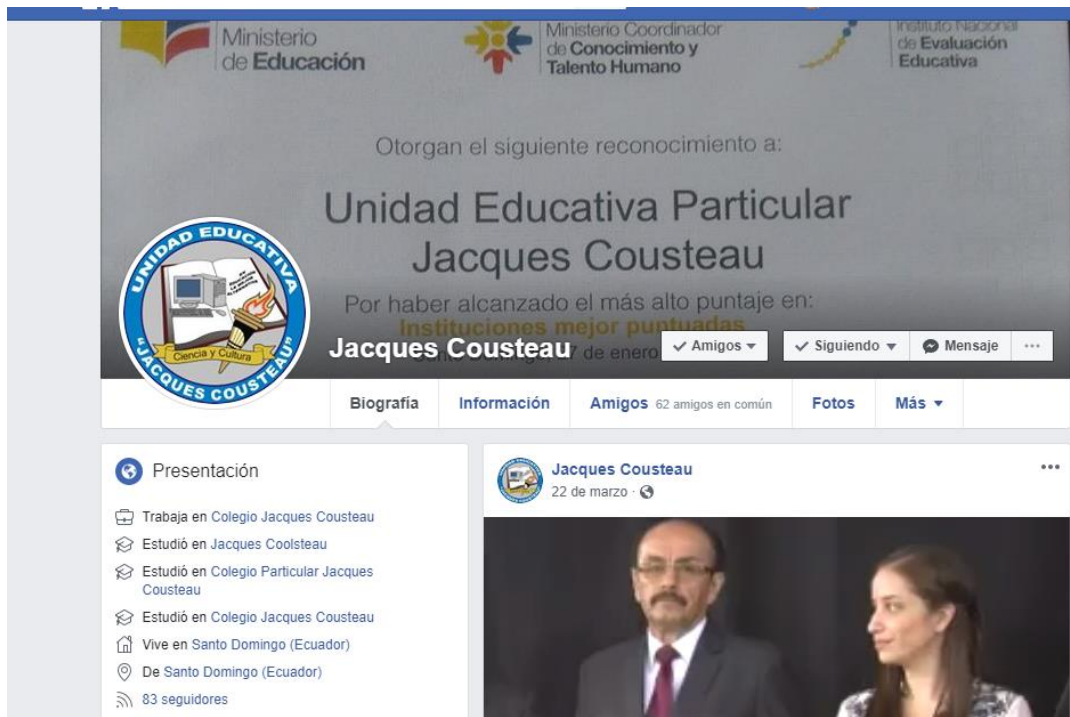 Ministerio
de Educación
Ministerio Coordinador
de Conocimiento y
Talento Humano
Instituto Nacional
de Evaluación
Educativa
Otorgan el siguiente reconocimiento a:
Unidad Educativa Particular
Jacques Cousteau
Por haber alcanzado el más alto puntaje en:
Instituciones mejor puntuadas
7 de enero
UNIDAD EDUCATIVA
"JACQUES COUSTEAU"
Ciencia y Cultura
Jacques Cousteau
Amigos
Siguiendo
Mensaje
Biografía
Información
Amigos 62 amigos en común
Fotos
Más
Presentación
Trabaja en Colegio Jacques Cousteau
Estudió en Jacques Coolsteau
Estudió en Colegio Particular Jacques
Cousteau
Estudió en Colegio Jacques Cousteau
Vive en Santo Domingo (Ecuador)
De Santo Domingo (Ecuador)
83 seguidores
Jacques Cousteau
22 de marzo